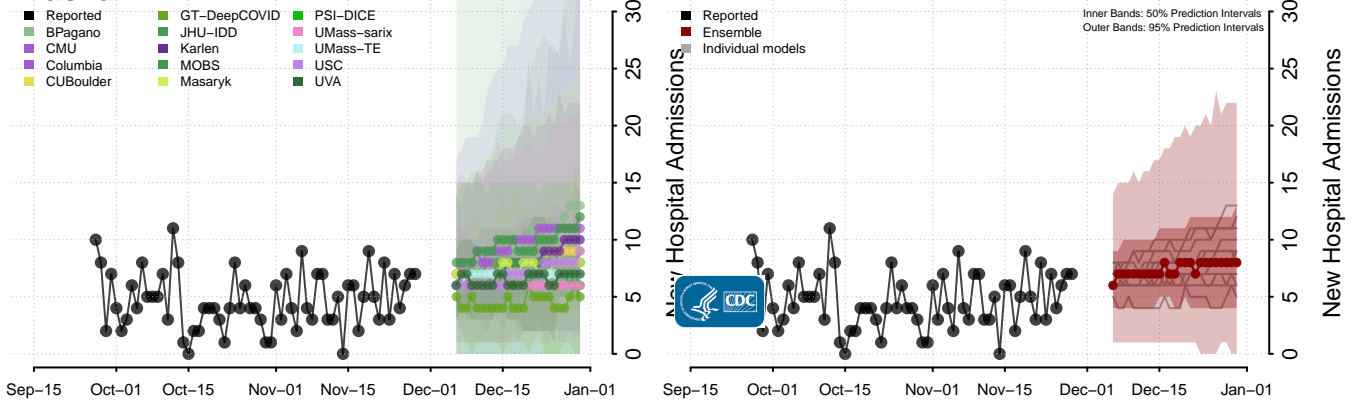 Reported
BPagano
CMU
Columbia
CUBoulder
GT−DeepCOVID
JHU−IDD
Karlen
MOBS
Masaryk
PSI−DICE
UMass−sarix
UMass−TE
USC
UVA
0
5
10
15
20
25
30
New Hospital Admissions
Sep−15
Oct−01
Oct−15
Nov−01
Nov−15
Dec−01
Dec−15
Jan−01
Reported
Ensemble
Individual models
Inner Bands: 50% Prediction Intervals
Outer Bands: 95% Prediction Intervals
CDC
0
5
10
15
20
25
30
New Hospital Admissions
Sep−15
Oct−01
Oct−15
Nov−01
Nov−15
Dec−01
Dec−15
Jan−01